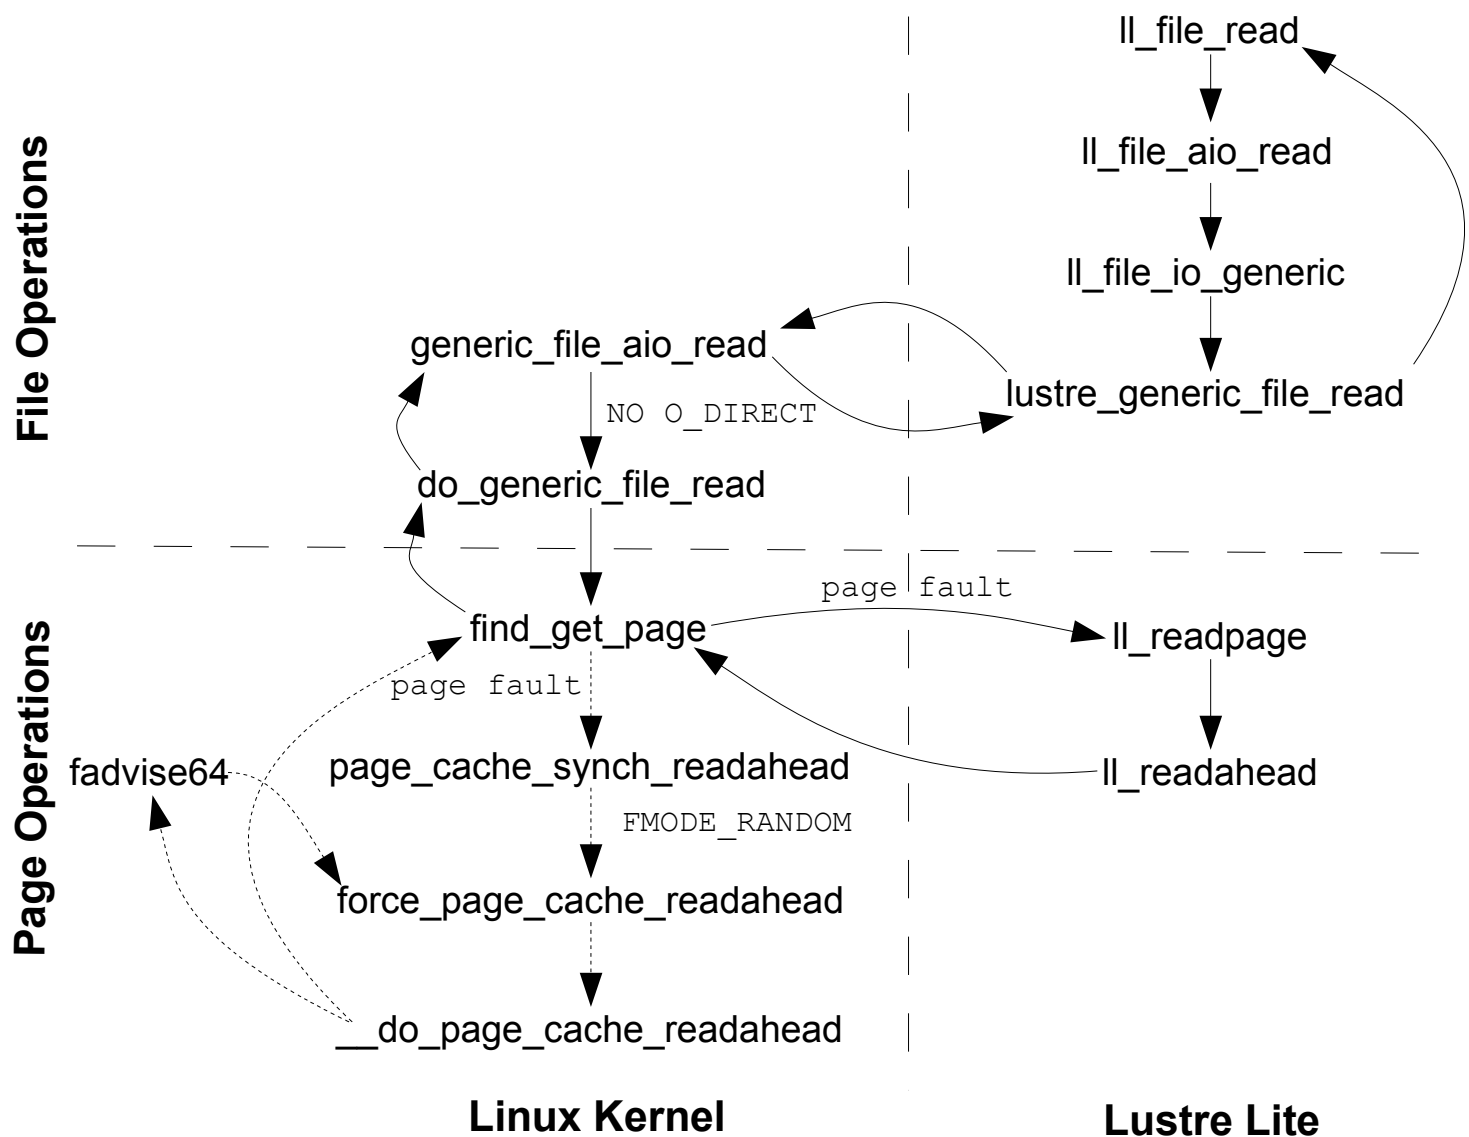 ll_file_read
ll_file_aio_read
ll_file_io_generic
generic_file_aio_read
lustre_generic_file_read
NO O_DIRECT
do_generic_file_read
File Operations
page fault
find_get_page
ll_readpage
page fault
fadvise64
page_cache_synch_readahead
ll_readahead
FMODE_RANDOM
force_page_cache_readahead
__do_page_cache_readahead
Page Operations
Linux Kernel
Lustre Lite